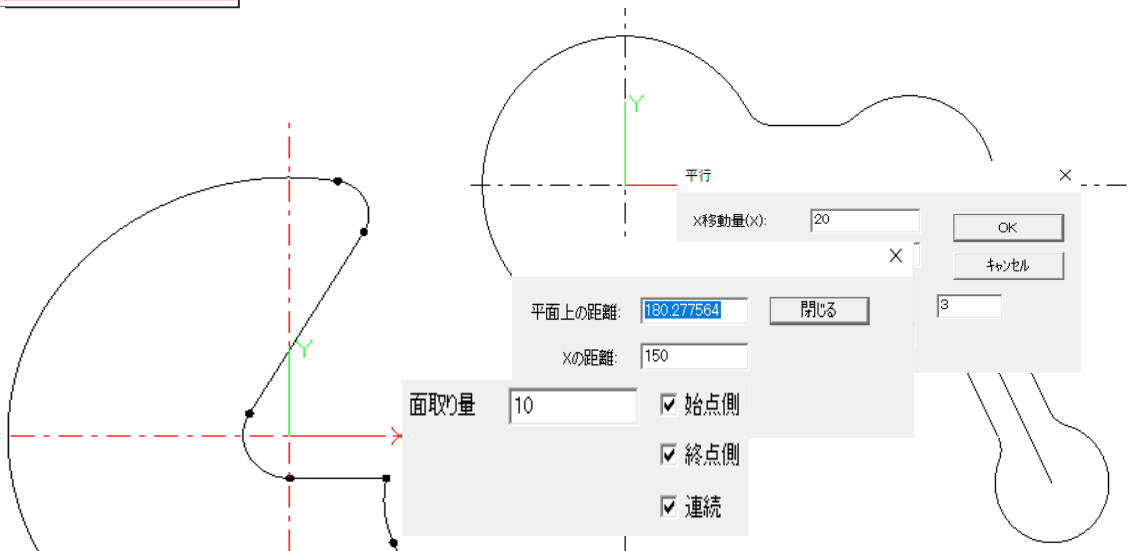 Y
平行
X移動量(X): 20
OK
キャンセル
3
平面上の距離: 180.277564
閉じる
Xの距離: 150
Y
面取り量 10
始点側
終点側
連続